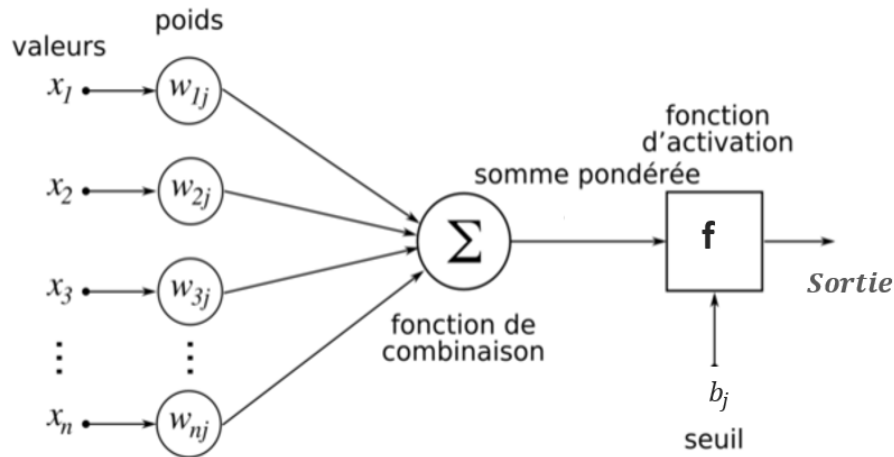 poids
valeurs
x₁
w₁ⱼ
x₂
w₂ⱼ
x₃
w₃ⱼ
⋮ ⋮
xₙ
wₙⱼ
Σ
fonction de
combinaison
somme pondérée
fonction
d'activation
f
Sortie
bⱼ
seuil